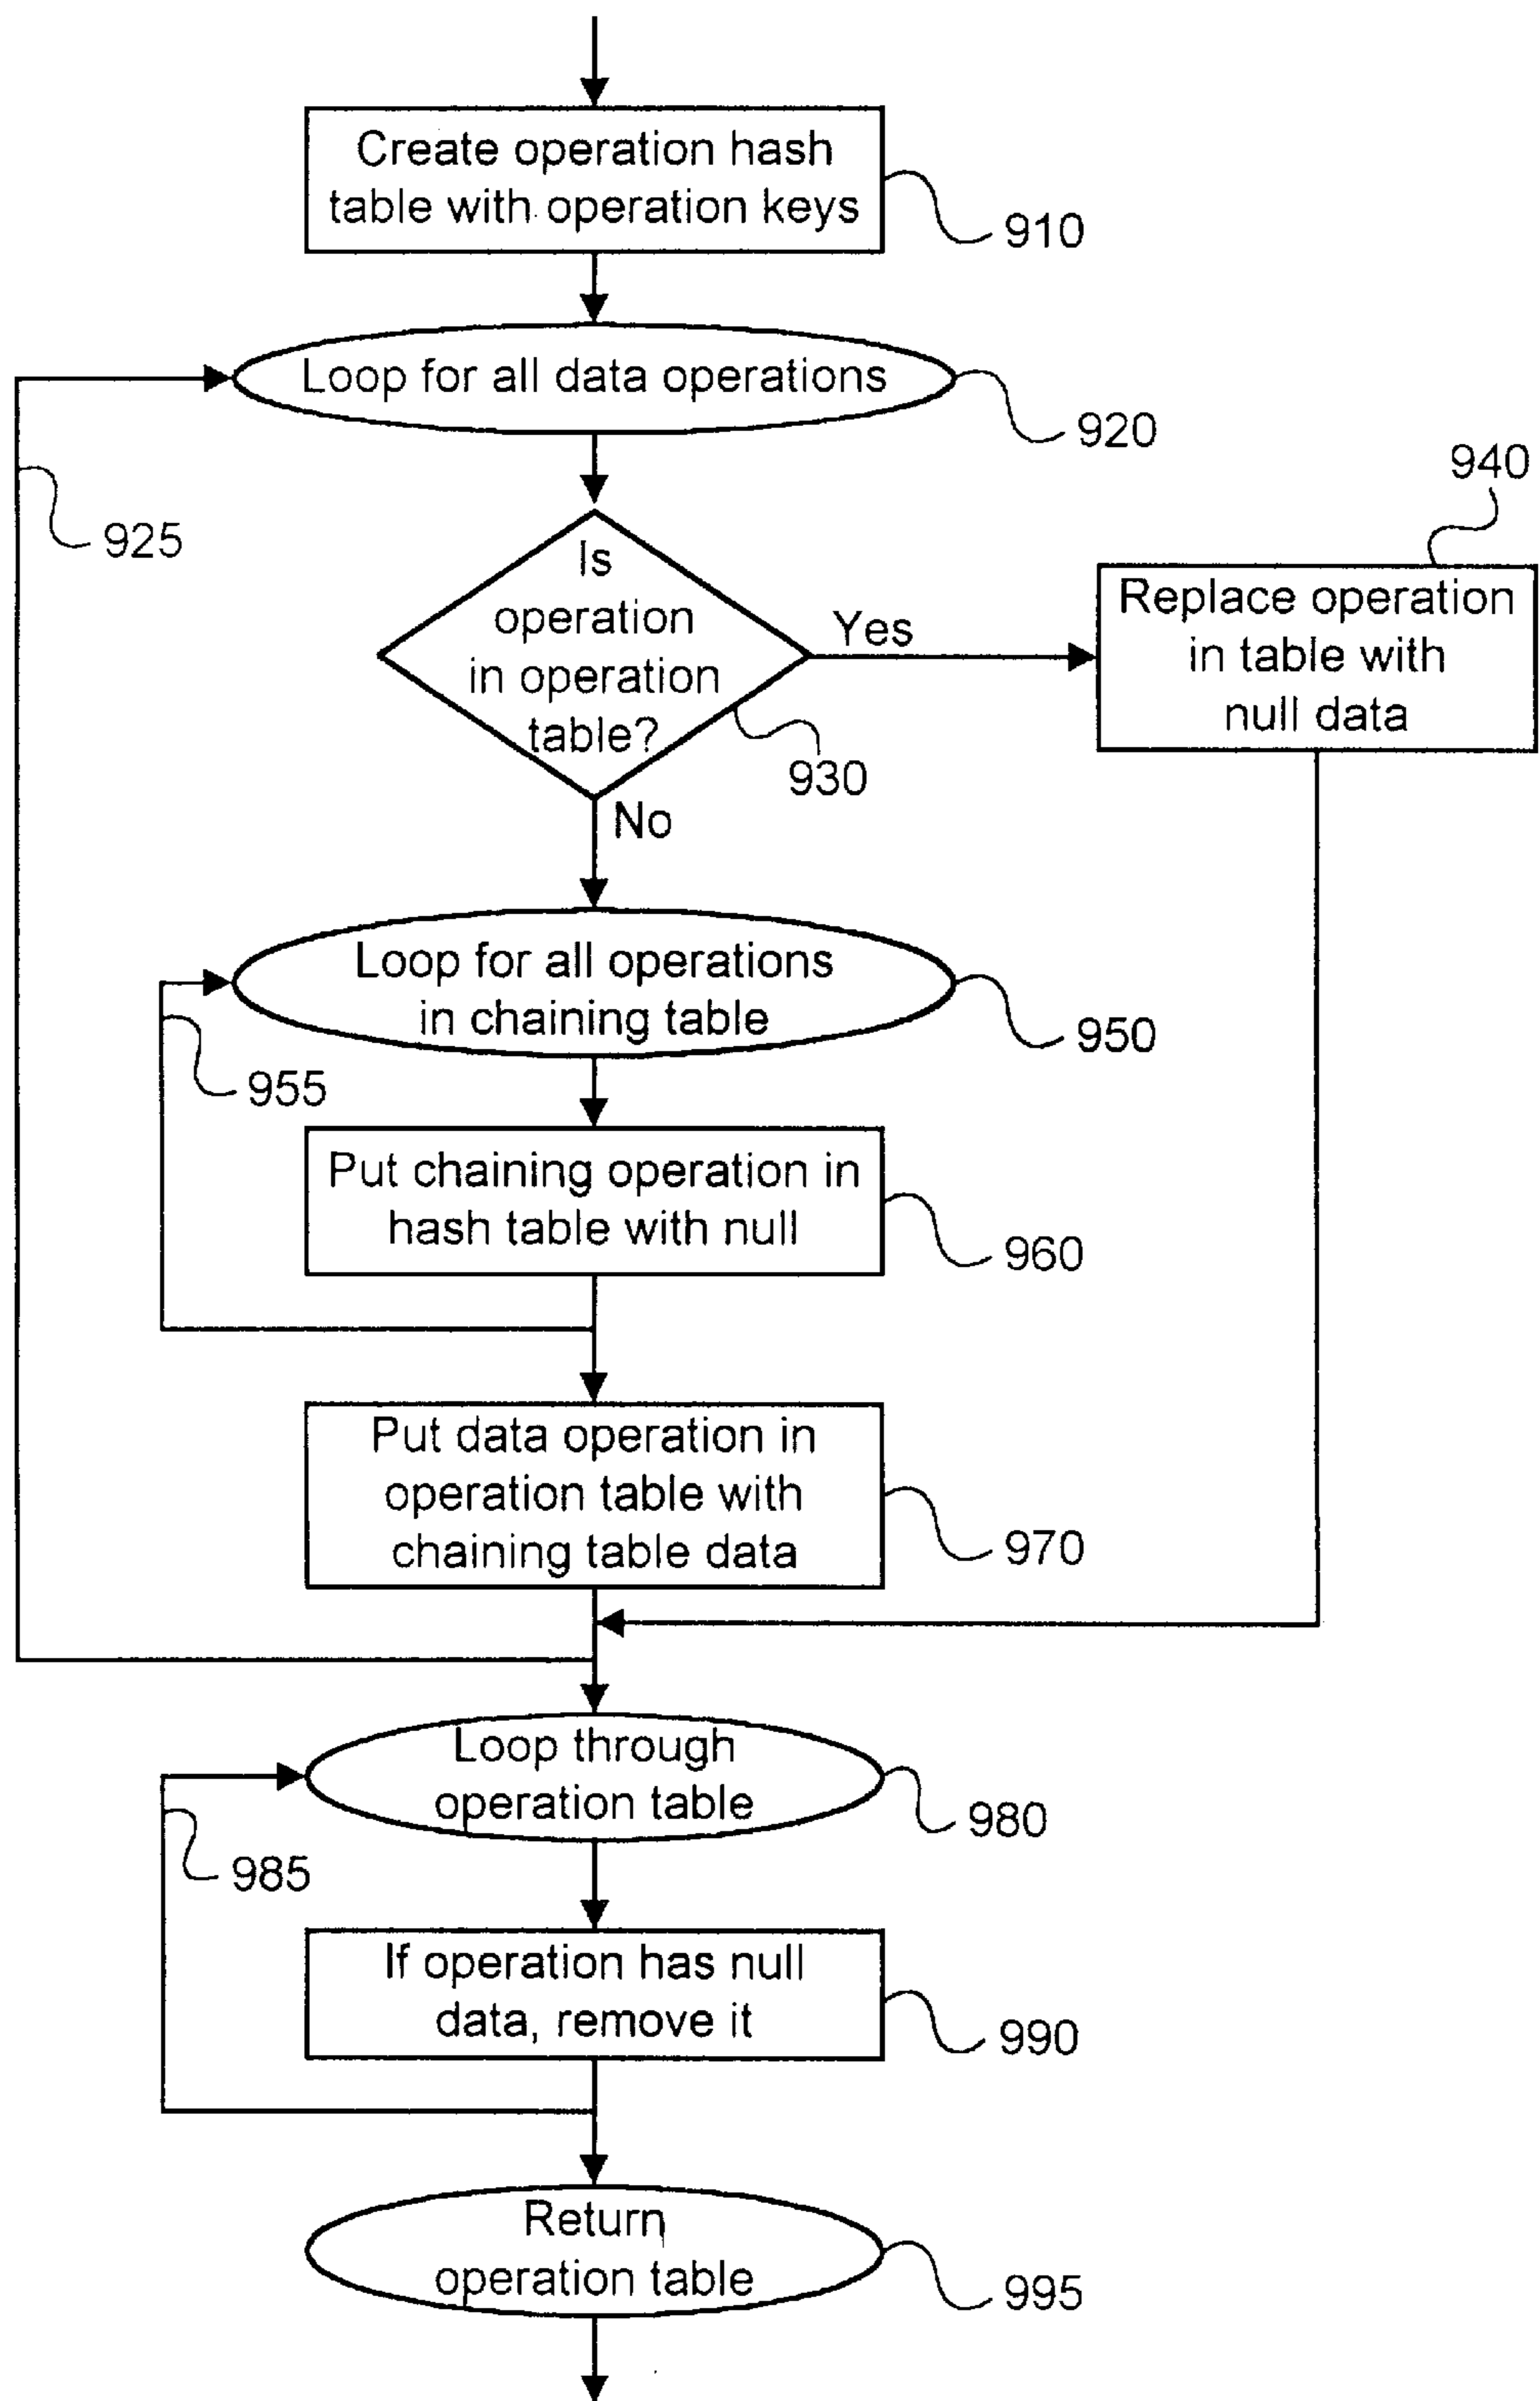 Create operation hash
table with operation keys
910
Loop for all data operations
920
925
940
Is
operation
in operation
table?
Yes
930
Replace operation
in table with
null data
No
Loop for all operations
in chaining table
950
955
Put chaining operation in
hash table with null
960
Put data operation in
operation table with
chaining table data
970
Loop through
operation table
980
985
If operation has null
data, remove it
990
Return
operation table
995